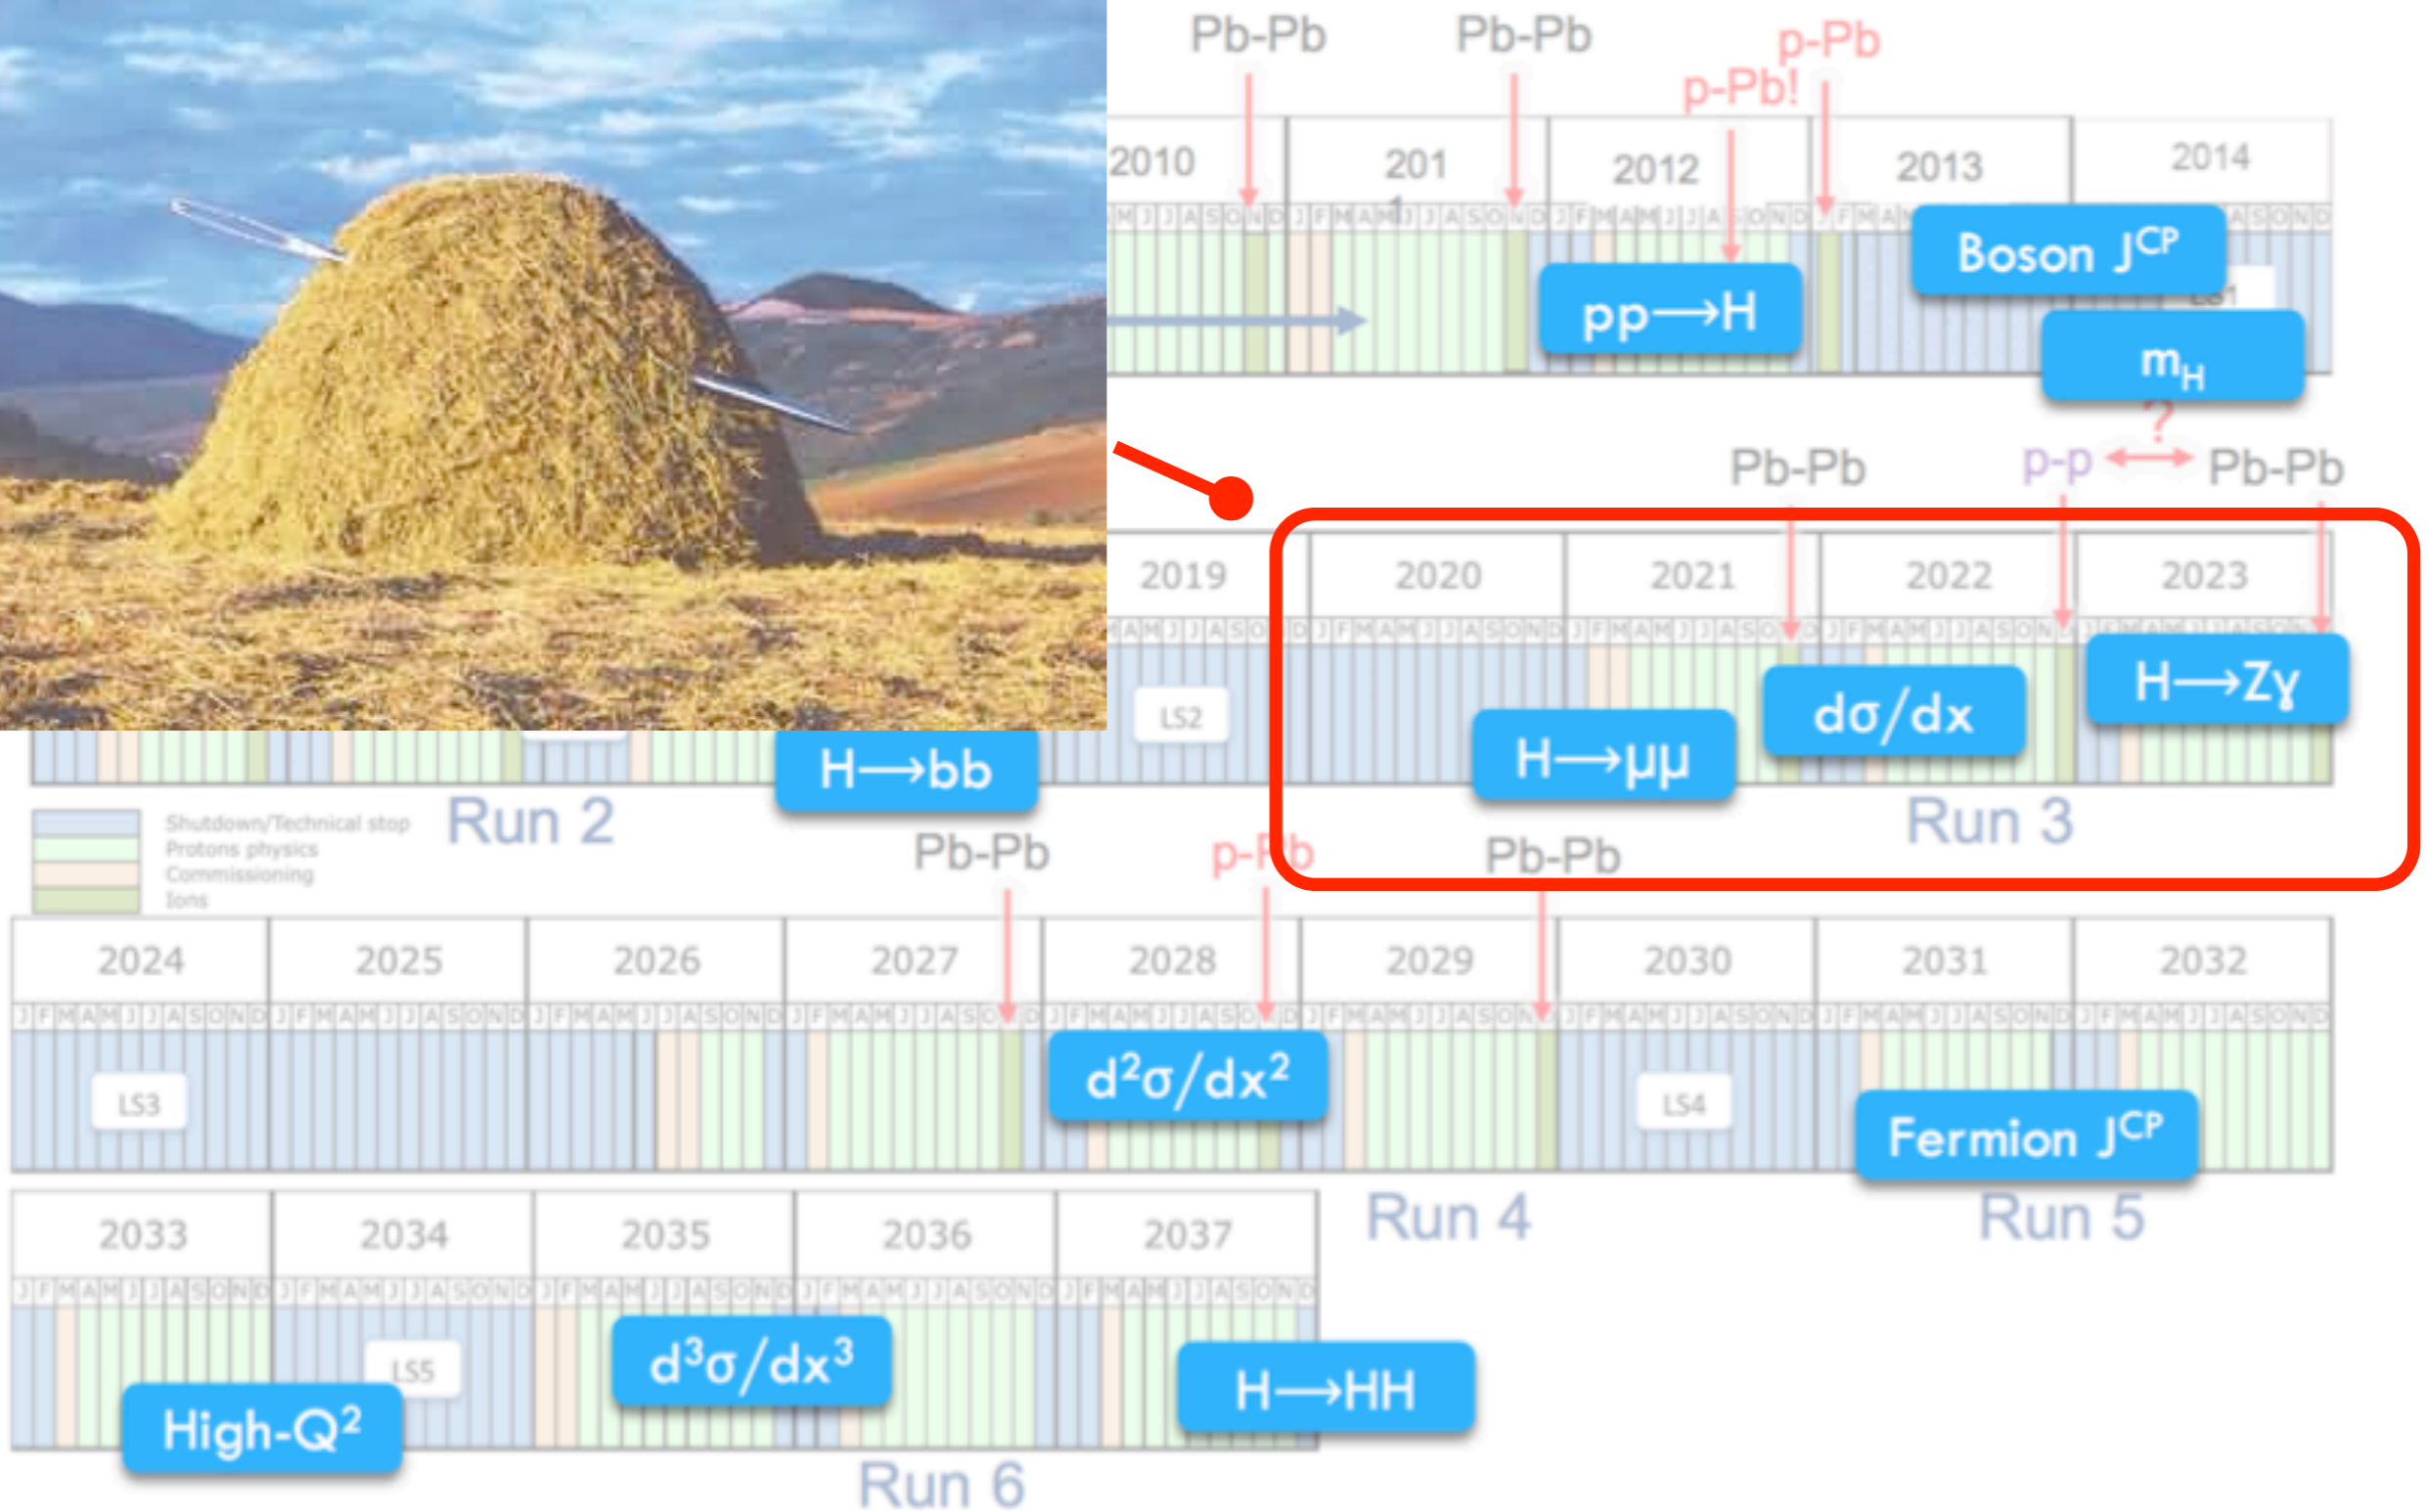 Pb-Pb
Pb-Pb
p-Pb!
p-Pb
2010
201
1
2012
2013
2014
M J J A S O N D J F M A M J J A S O N D J F M A M J J A S O N D J F M A M A S O N D
pp→H
Boson J^CP
LS1
m_H
?
Pb-Pb
p-p
Pb-Pb
2019
2020
2021
2022
2023
LS2
H→bb
H→μμ
dσ/dx
H→Zγ
Run 2
Run 3
Shutdown/Technical stop
Protons physics
Commissioning
Ions
Pb-Pb
p-Pb
Pb-Pb
2024
2025
2026
2027
2028
2029
2030
2031
2032
J F M A M J J A S O N D J F M A M J J A S O N D J F M A M J J A S O N D J F M A M J J A S O D J F M A M J J A S O D J F M A M J J A S O N J F M A M J J A S O N D J F M A M J J A S O N D J F M A M J J A S O N D
LS3
d²σ/dx²
LS4
Fermion J^CP
Run 4
Run 5
2033
2034
2035
2036
2037
J F M A M J J A S O N D J F M A M J J A S O N D J F M A M J J A S O N D J F M A M J J A S O N D J F M A M J J A S O N D
High-Q²
LS5
d³σ/dx³
H→HH
Run 6